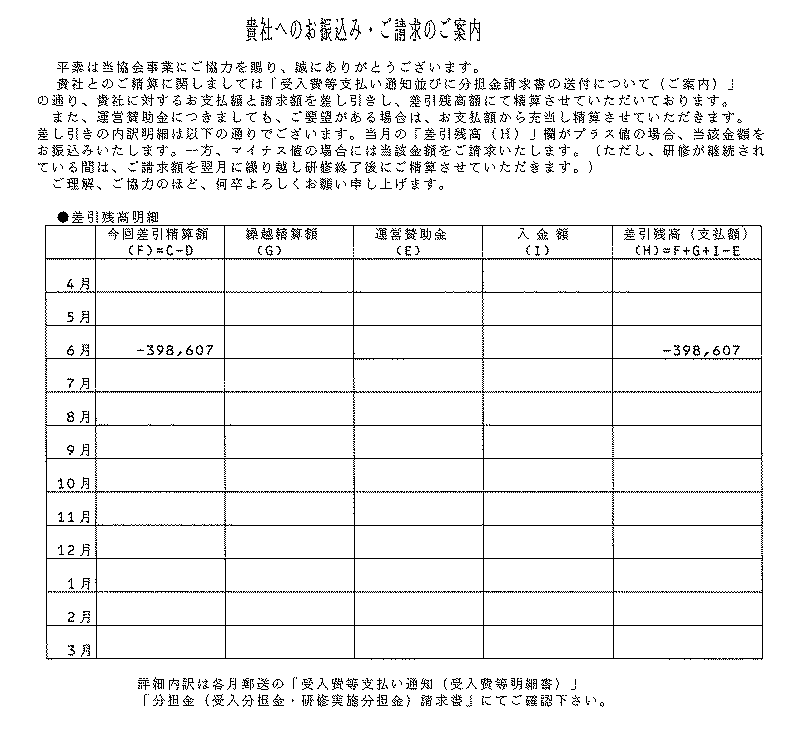 貴社へのお振込み・ご請求のご案内
平素は当協会事業にご協力を賜り、誠にありがとうございます。
貴社とのご精算に関しましては「受入費等支払い通知並びに分担金請求書の送付について（ご案内）」
の通り、貴社に対するお支払額と請求額を差し引きし、差引残高額にて精算させていただいております。
また、運営賛助金につきましても、ご要望がある場合は、お支払額から充当し精算させていただきます。
差し引きの内訳明細は以下の通りでございます。当月の「差引残高（H）」欄がプラス値の場合、当該金額を
お振込みいたします。一方、マイナス値の場合には当該金額をご請求いたします。（ただし、研修が継続され
ている間は、ご請求額を翌月に繰り越し研修終了後にご精算させていただきます。）
ご理解、ご協力のほど、何卒よろしくお願い申し上げます。
●差引残高明細
今回差引精算額 繰越精算額 運営賛助金 入金額 差引残高（支払額）
(F)=C-D (G) (E) (I) (H)=F+G+I-E
4月
5月
6月 -398,607 -398,607
7月
8月
9月
10月
11月
12月
1月
2月
3月
詳細内訳は各月郵送の「受入費等支払い通知（受入費等明細書）」
「分担金（受入分担金・研修実施分担金）請求書」にてご確認下さい。